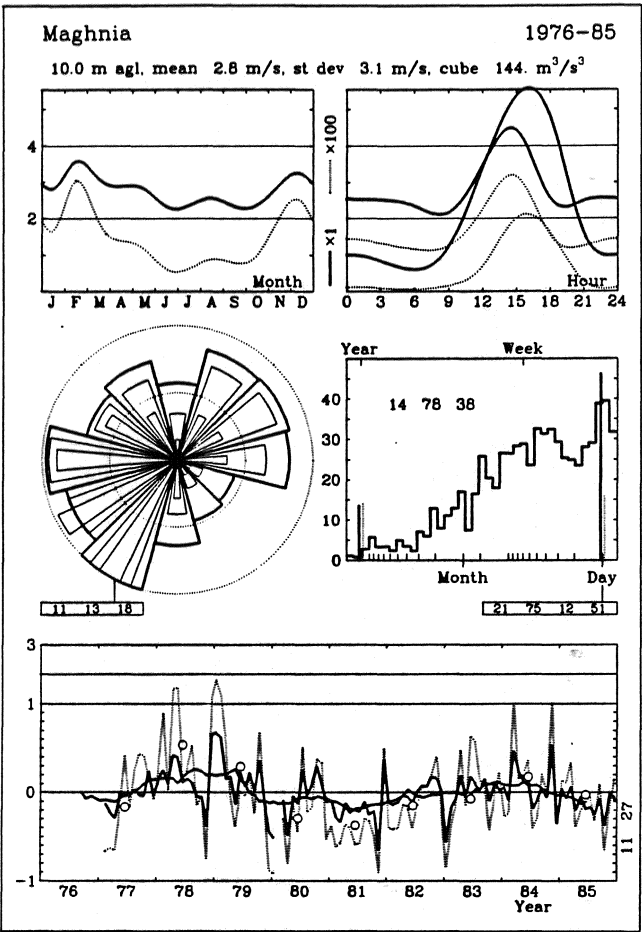 Maghnia 1976-85
10.0 m agl, mean 2.8 m/s, st dev 3.1 m/s, cube 144. m³/s³
4
2
×1 ×100
Month
Hour
J F M A M J J A S O N D
0 3 6 9 12 15 18 21 24
Year Week
14 78 38
40
30
20
10
0
Month Day
11 13 18
21 75 12 51
3
1
0
-1
11 27
76 77 78 79 80 81 82 83 84 85
Year